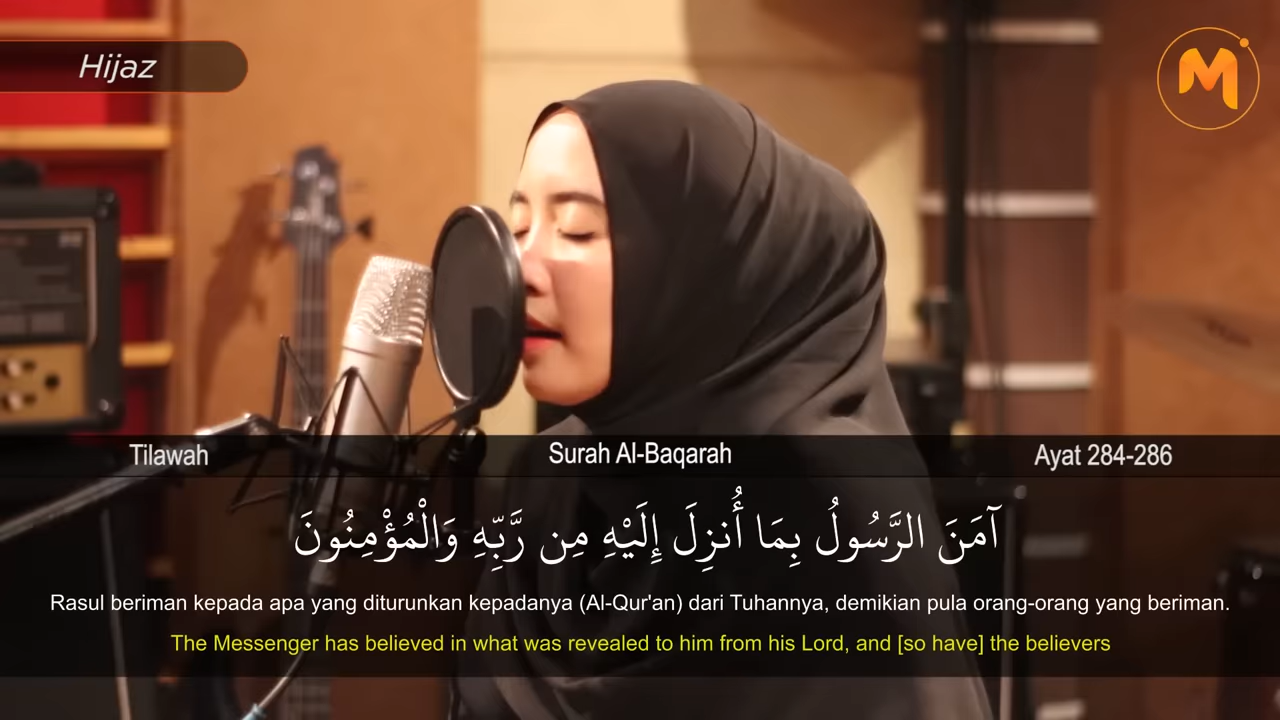 Hijaz
M
Tilawah
Surah Al-Baqarah
Ayat 284-286
آمَنَ الرَّسُولُ بِمَا أُنزِلَ إِلَيْهِ مِن رَّبِّهِ وَالْمُؤْمِنُونَ
Rasul beriman kepada apa yang diturunkan kepadanya (Al-Qur'an) dari Tuhannya, demikian pula orang-orang yang beriman.
The Messenger has believed in what was revealed to him from his Lord, and [so have] the believers